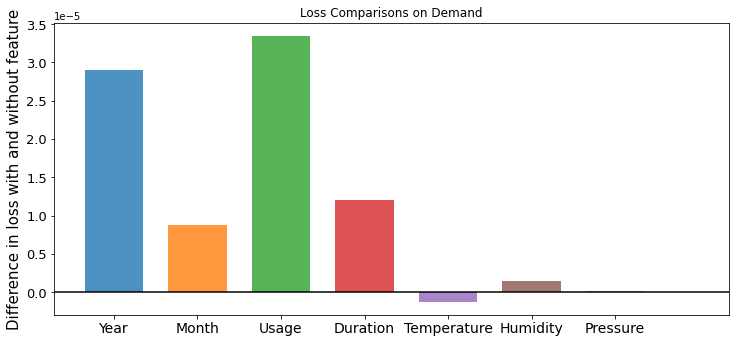 Loss Comparisons on Demand
1e−5
Difference in loss with and without feature
3.5
3.0
2.5
2.0
1.5
1.0
0.5
0.0
Year Month Usage Duration Temperature Humidity Pressure